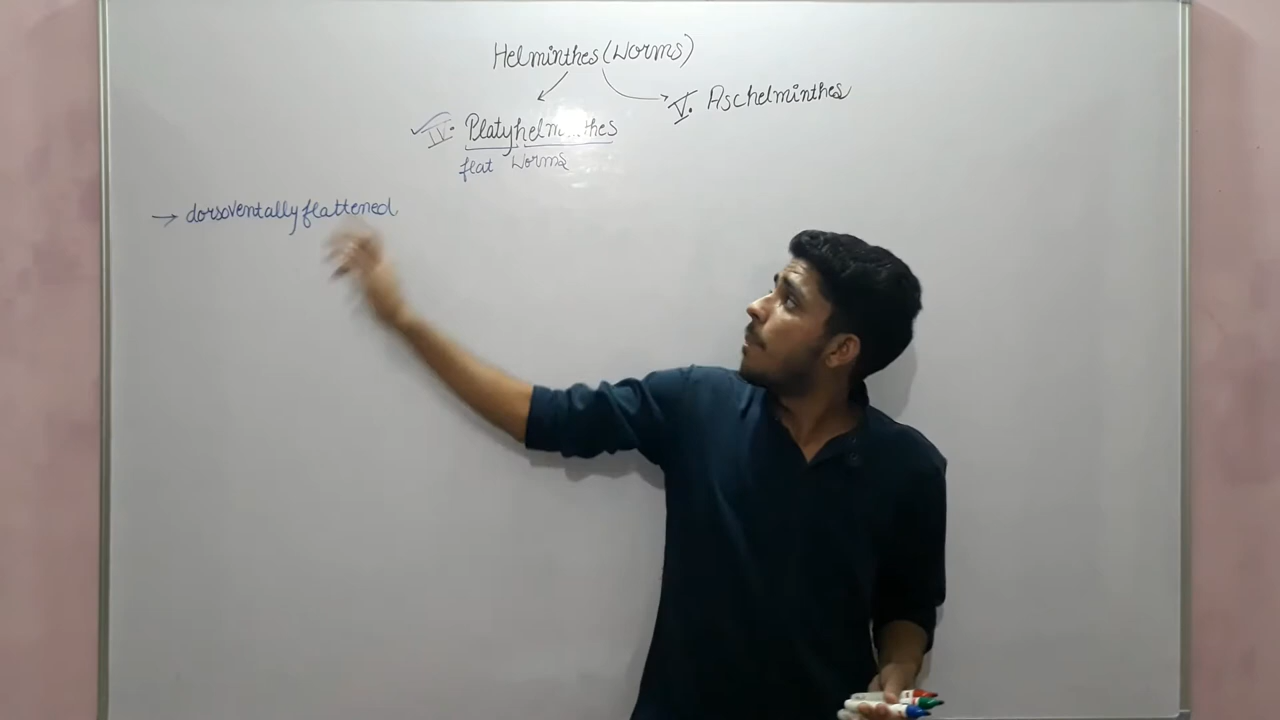 Helminthes (Worms)
IV. Platyhelminthes
V. Aschelminthes
flat Worms
→ dorsoventally flattened